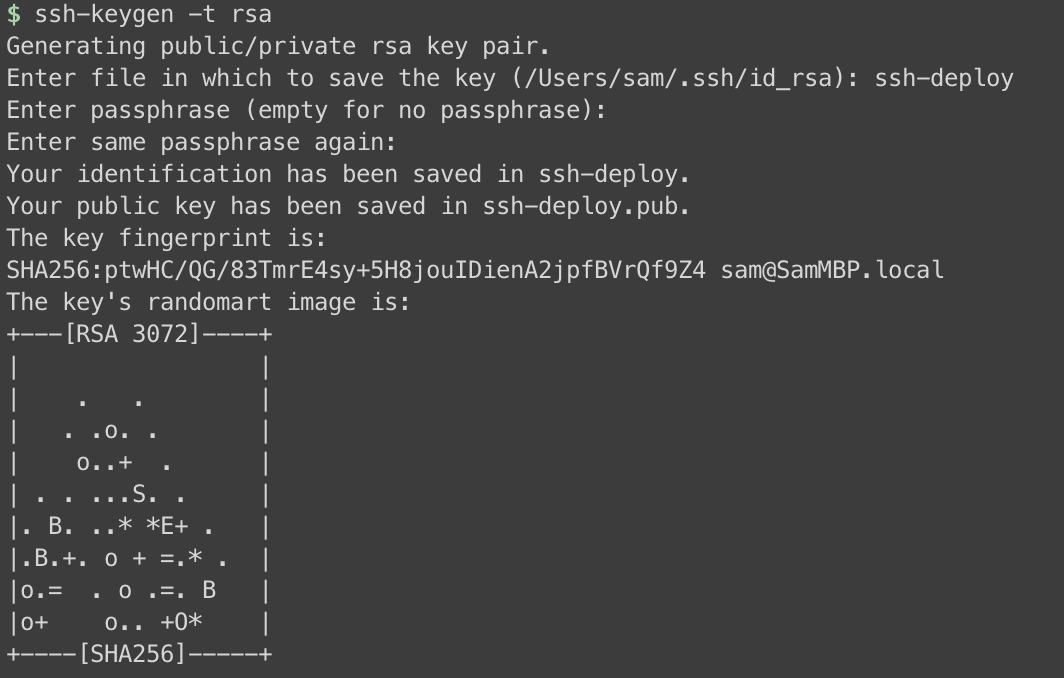 $ ssh-keygen -t rsa
Generating public/private rsa key pair.
Enter file in which to save the key (/Users/sam/.ssh/id_rsa): ssh-deploy
Enter passphrase (empty for no passphrase):
Enter same passphrase again:
Your identification has been saved in ssh-deploy.
Your public key has been saved in ssh-deploy.pub.
The key fingerprint is:
SHA256:ptwHC/QG/83TmrE4sy+5H8jouIDienA2jpfBVrQf9Z4 sam@SamMBP.local
The key's randomart image is:
+---[RSA 3072]----+
|                 |
|    .   .        |
|   . .o. .       |
|    o..+  .      |
| . . ...S. .     |
|. B. ..* *E+ .   |
|.B.+. o + =.* .  |
|o.=  . o .=. B   |
|o+    o.. +O*    |
+----[SHA256]-----+